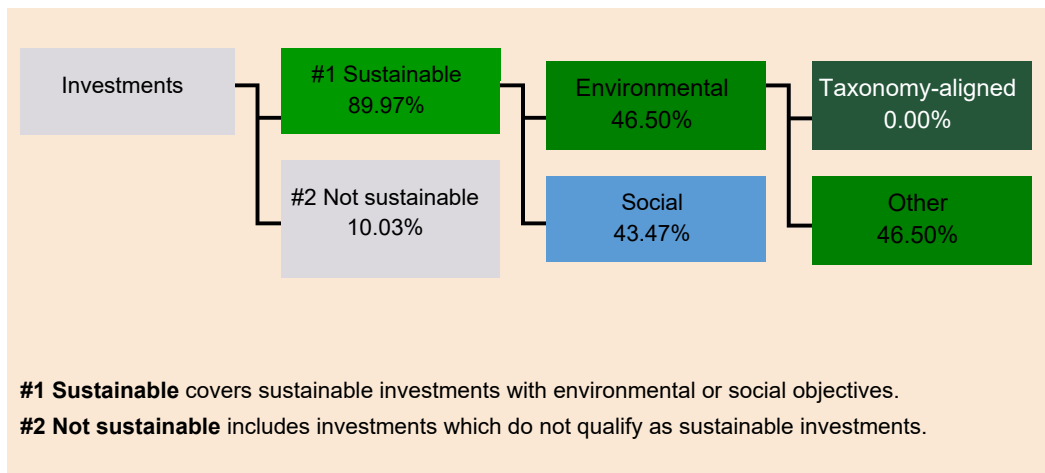 Investments
#1 Sustainable
89.97%
#2 Not sustainable
10.03%
Environmental
46.50%
Social
43.47%
Taxonomy-aligned
0.00%
Other
46.50%
#1 Sustainable covers sustainable investments with environmental or social objectives.
#2 Not sustainable includes investments which do not qualify as sustainable investments.